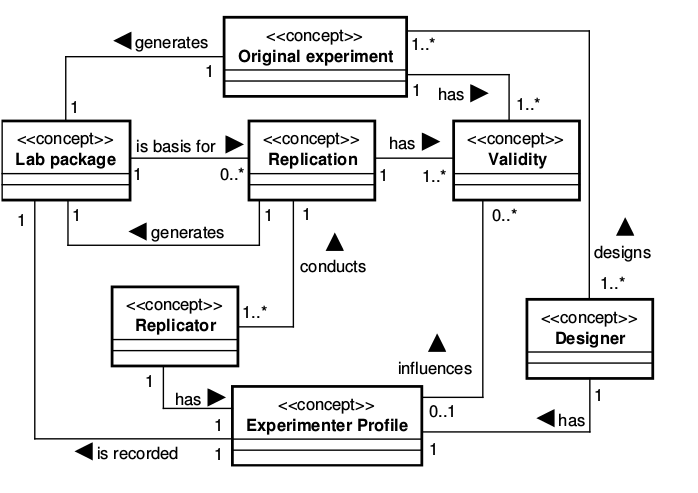 <<concept>>
Original experiment
◀ generates
1
1..*
1
has ▶
1
1..*
<<concept>>
Lab package
is basis for ▶
<<concept>>
Replication
has ▶
<<concept>>
Validity
1
0..*
1
1..*
1
1
1
1
0..*
◀ generates
▲
conducts
▲
designs
1..*
<<concept>>
Replicator
1..*
<<concept>>
Designer
▲
influences
1
has ▶
1
<<concept>>
Experimenter Profile
0..1
1
◀ has
◀ is recorded
1
1